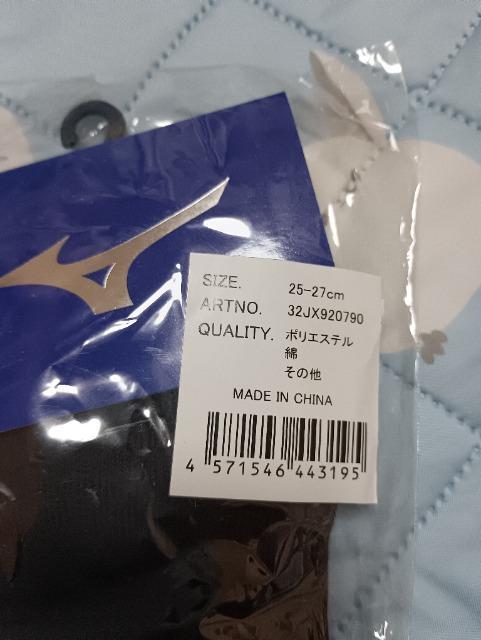 SIZE. 25-27cm
ARTNO. 32JX920790
QUALITY. ポリエステル
綿
その他
MADE IN CHINA
4 571546 443195